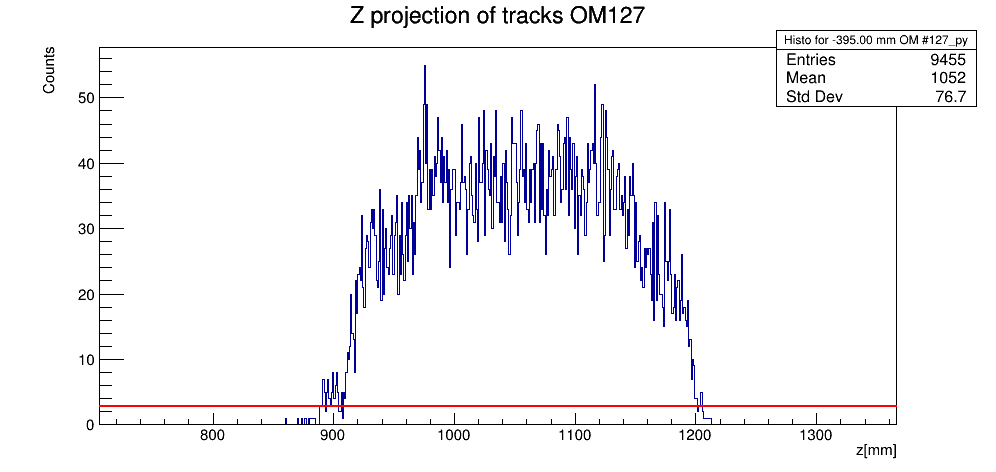 Z projection of tracks OM127
Histo for -395.00 mm OM #127_py
Entries 9455
Mean 1052
Std Dev 76.7
Counts
50
40
30
20
10
0
800 900 1000 1100 1200 1300
z[mm]